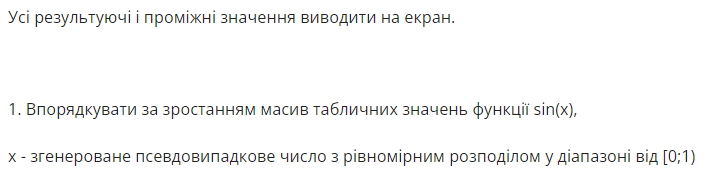 Усі результуючі і проміжні значення виводити на екран.
1. Впорядкувати за зростанням масив табличних значень функції sin(x),
x - згенероване псевдовипадкове число з рівномірним розподілом у діапазоні від [0;1)